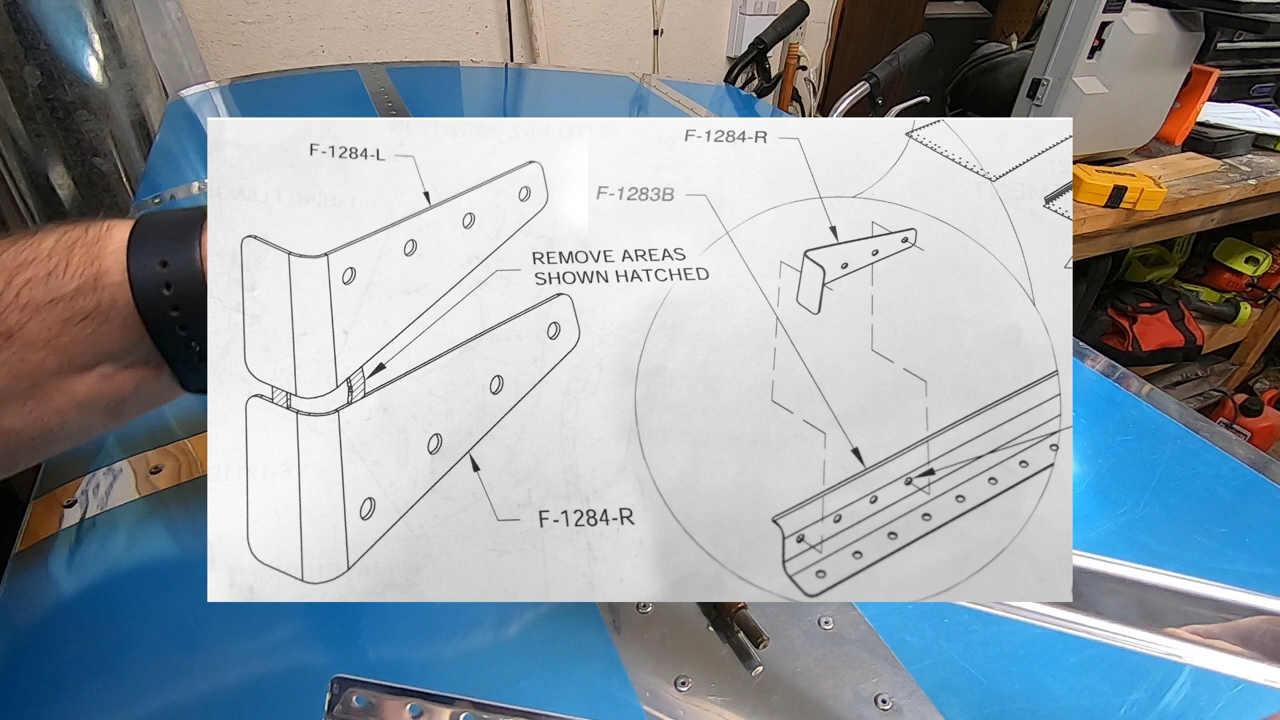 F-1284-L
REMOVE AREAS
SHOWN HATCHED
F-1284-R
F-1284-R
F-1283B